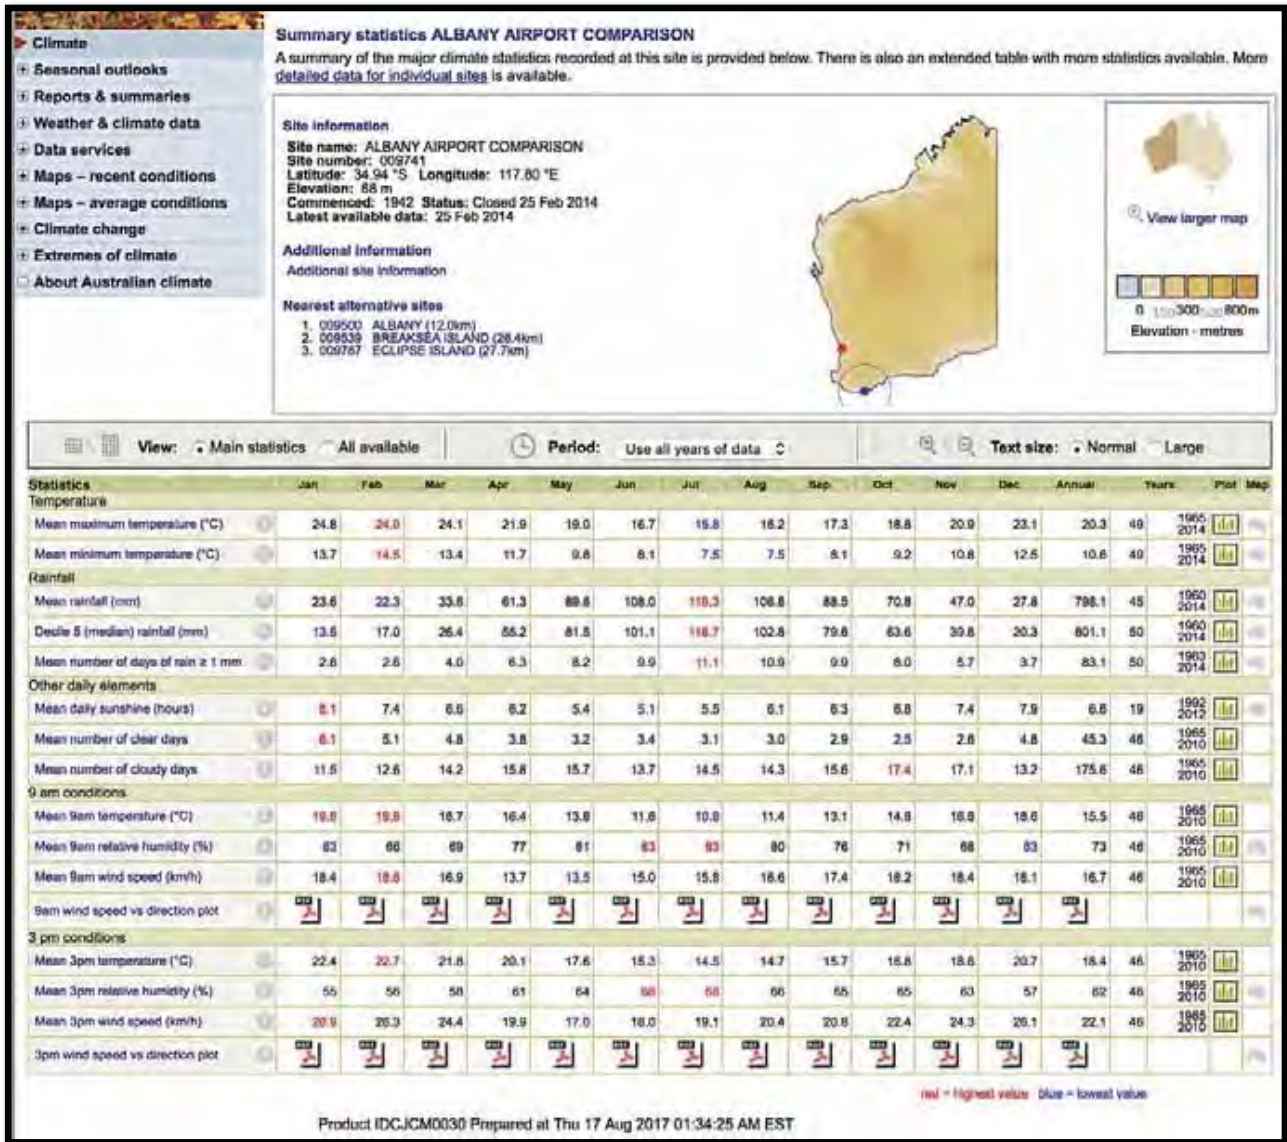 Climate
Seasonal outlooks
Reports & summaries
Weather & climate data
Data services
Maps – recent conditions
Maps – average conditions
Climate change
Extremes of climate
About Australian climate
Summary statistics ALBANY AIRPORT COMPARISON
A summary of the major climate statistics recorded at this site is provided below. There is also an extended table with more statistics available. More
detailed data for individual sites is available.
Site information
Site name: ALBANY AIRPORT COMPARISON
Site number: 009741
Latitude: 34.94 °S Longitude: 117.80 °E
Elevation: 68 m
Commenced: 1942 Status: Closed 25 Feb 2014
Latest available data: 25 Feb 2014
Additional information
Additional site information
Nearest alternative sites
1. 009500 ALBANY (12.0km)
2. 009539 BREAKSEA ISLAND (26.4km)
3. 009787 ECLIPSE ISLAND (27.7km)
View larger map
0 300 800m
Elevation - metres
View: Main statistics All available Period: Use all years of data Text size: Normal Large
Statistics Jan Feb Mar Apr May Jun Jul Aug Sep Oct Nov Dec Annual Years Plot Map
Temperature
Mean maximum temperature (°C) 24.8 24.1 21.9 19.0 16.7 15.8 16.2 17.3 18.8 20.9 23.1 20.3 49 1965 2014
Mean minimum temperature (°C) 13.7 14.5 13.4 11.7 9.8 8.1 7.5 7.5 8.1 9.2 10.8 12.5 10.6 49 1965 2014
Rainfall
Mean rainfall (mm) 23.6 22.3 33.6 61.3 108.0 88.5 70.8 47.0 27.8 798.1 45 1960 2014
Decile 5 (median) rainfall (mm) 17.0 26.4 55.2 81.5 101.1 102.8 79.6 63.6 39.8 20.3 801.1 50 1960 2014
Mean number of days of rain ≥ 1 mm 2.6 4.0 6.3 8.2 9.9 11.1 10.9 9.9 8.0 5.7 3.7 83.1 50 1963 2014
Other daily elements
Mean daily sunshine (hours) 8.1 7.4 6.6 6.2 5.4 5.1 5.5 6.1 6.3 6.8 7.4 7.9 6.6 19 1992 2012
Mean number of clear days 6.1 5.1 4.8 3.8 3.2 3.4 3.1 3.0 2.9 2.5 2.6 4.8 45.3 46 1965 2010
Mean number of cloudy days 11.5 12.6 14.2 15.8 15.7 13.7 14.5 14.3 15.6 17.4 17.1 13.2 175.6 46 1965 2010
9 am conditions
Mean 9am temperature (°C) 16.4 13.8 11.6 11.4 13.1 14.8 18.6 15.5 46 1965 2010
Mean 9am relative humidity (%) 66 69 77 81 83 83 80 76 71 68 73 46 1965 2010
Mean 9am wind speed (km/h) 18.4 18.6 16.9 13.7 13.5 15.0 15.8 16.6 17.4 18.2 18.4 18.1 16.7 46 1965 2010
9am wind speed vs direction plot
3 pm conditions
Mean 3pm temperature (°C) 22.4 22.7 21.8 20.1 17.6 15.3 14.5 14.7 15.7 18.6 20.7 18.4 46 1965 2010
Mean 3pm relative humidity (%) 55 56 58 61 64 68 68 66 65 65 63 57 62 46 1965 2010
Mean 3pm wind speed (km/h) 26.3 24.4 19.9 17.0 18.0 19.1 20.4 20.8 22.4 24.3 26.1 22.1 46 1965 2010
3pm wind speed vs direction plot
red = highest value blue = lowest value
Product IDCJCM0030 Prepared at Thu 17 Aug 2017 01:34:25 AM EST